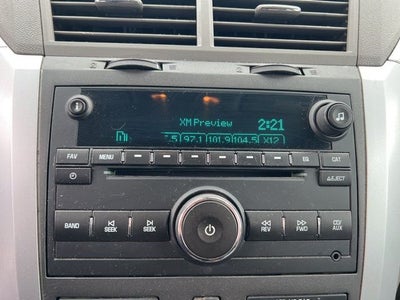 XM Preview
2:21
.5 97.1 101.9 104.5 X12
FAV MENU EQ CAT
EJECT
BAND SEEK SEEK REV FWD CD/
AUX